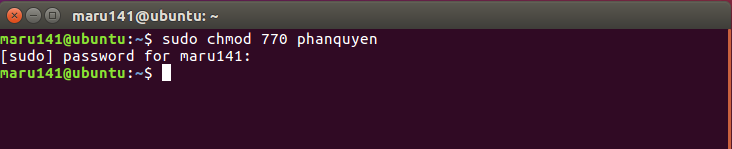 maru141@ubuntu: ~
maru141@ubuntu:~$ sudo chmod 770 phanquyen
[sudo] password for maru141:
maru141@ubuntu:~$